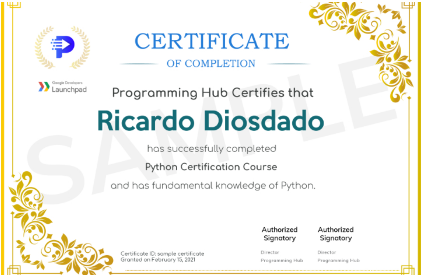 CERTIFICATE
OF COMPLETION
Google Developers
Launchpad
Programming Hub Certifies that
Ricardo Diosdado
has successfully completed
Python Certification Course
and has fundamental knowledge of Python.
SAMPLE
Authorized Signatory
Authorized Signatory
Director
Programming Hub
Director
Programming Hub
Certificate ID: sample certificate
Granted on February 15, 2021